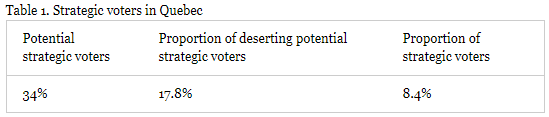 Table 1. Strategic voters in Quebec
Potential strategic voters
Proportion of deserting potential strategic voters
Proportion of strategic voters
34%
17.8%
8.4%